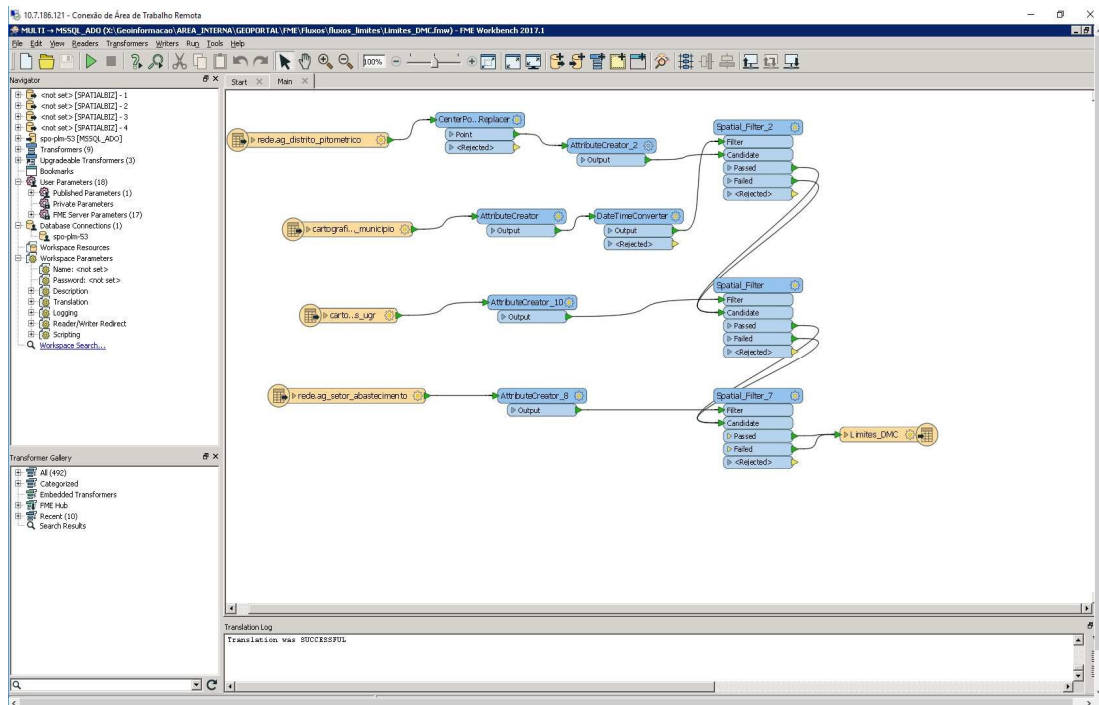 10.7.186.121 - Conexão de Área de Trabalho Remota
MULTI → MSSQL_ADO (X:\Geoinformacao\AREA_INTERNA\GEOPORTAL\FME\Fluxos\fluxos_limites\Limites_DMC.fmw) - FME Workbench 2017.1
File Edit View Readers Transformers Writers Run Tools Help
100%
Navigator
<not set> [SPATIALBIZ] - 1
<not set> [SPATIALBIZ] - 2
<not set> [SPATIALBIZ] - 3
<not set> [SPATIALBIZ] - 4
spo-plm-53 [MSSQL_ADO]
Transformers (9)
Upgradeable Transformers (3)
Bookmarks
User Parameters (18)
Published Parameters (1)
Private Parameters
FME Server Parameters (17)
Database Connections (1)
spo-plm-53
Workspace Resources
Workspace Parameters
Name: <not set>
Password: <not set>
Description
Translation
Logging
Reader/Writer Redirect
Scripting
Workspace Search...
Transformer Gallery
All (492)
Categorized
Embedded Transformers
FME Hub
Recent (10)
Search Results
Start
Main
rede.ag_distrito_pitometrico
CenterPo...Replacer
Point
<Rejected>
AttributeCreator_2
Output
Spatial_Filter_2
Filter
Candidate
Passed
Failed
<Rejected>
cartografi..._municipio
AttributeCreator
Output
DateTimeConverter
Output
<Rejected>
carto...s_ugr
AttributeCreator_10
Output
Spatial_Filter
Filter
Candidate
Passed
Failed
<Rejected>
rede.ag_setor_abastecimento
AttributeCreator_8
Output
Spatial_Filter_7
Filter
Candidate
Passed
Failed
<Rejected>
Limites_DMC
Translation Log
Translation was SUCCESSFUL